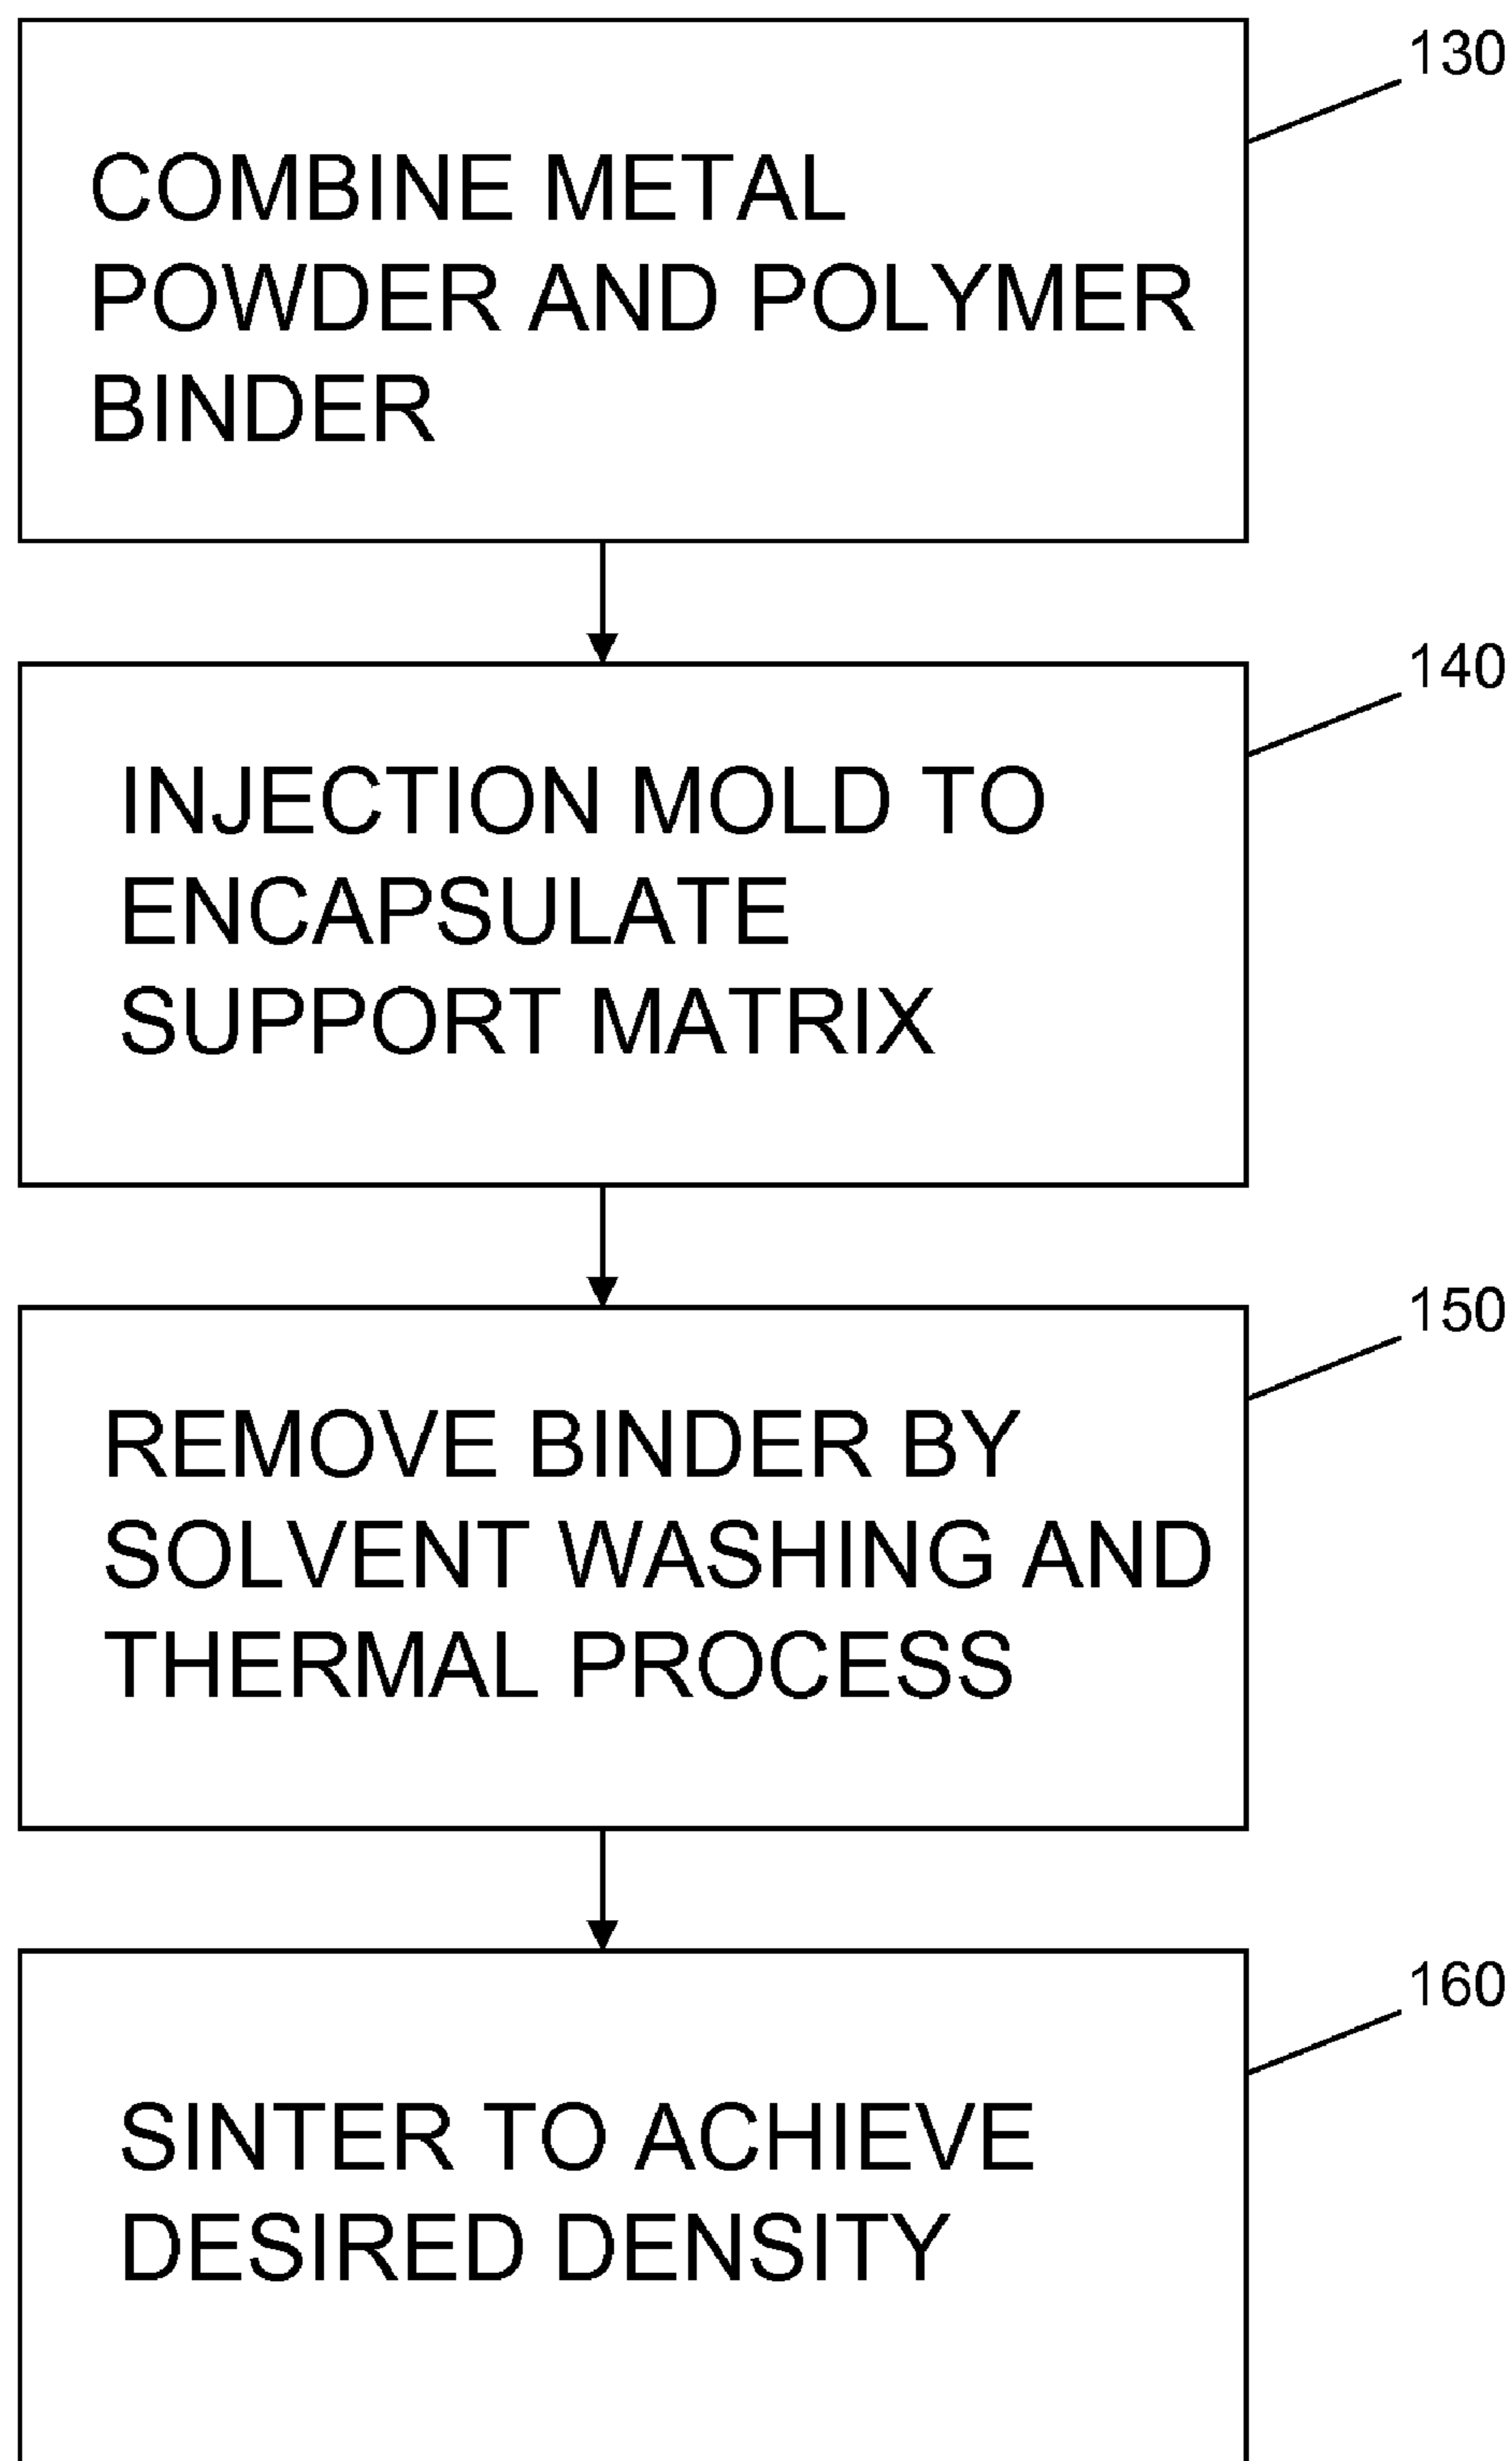 130
COMBINE METAL
POWDER AND POLYMER
BINDER
140
INJECTION MOLD TO
ENCAPSULATE
SUPPORT MATRIX
150
REMOVE BINDER BY
SOLVENT WASHING AND
THERMAL PROCESS
160
SINTER TO ACHIEVE
DESIRED DENSITY